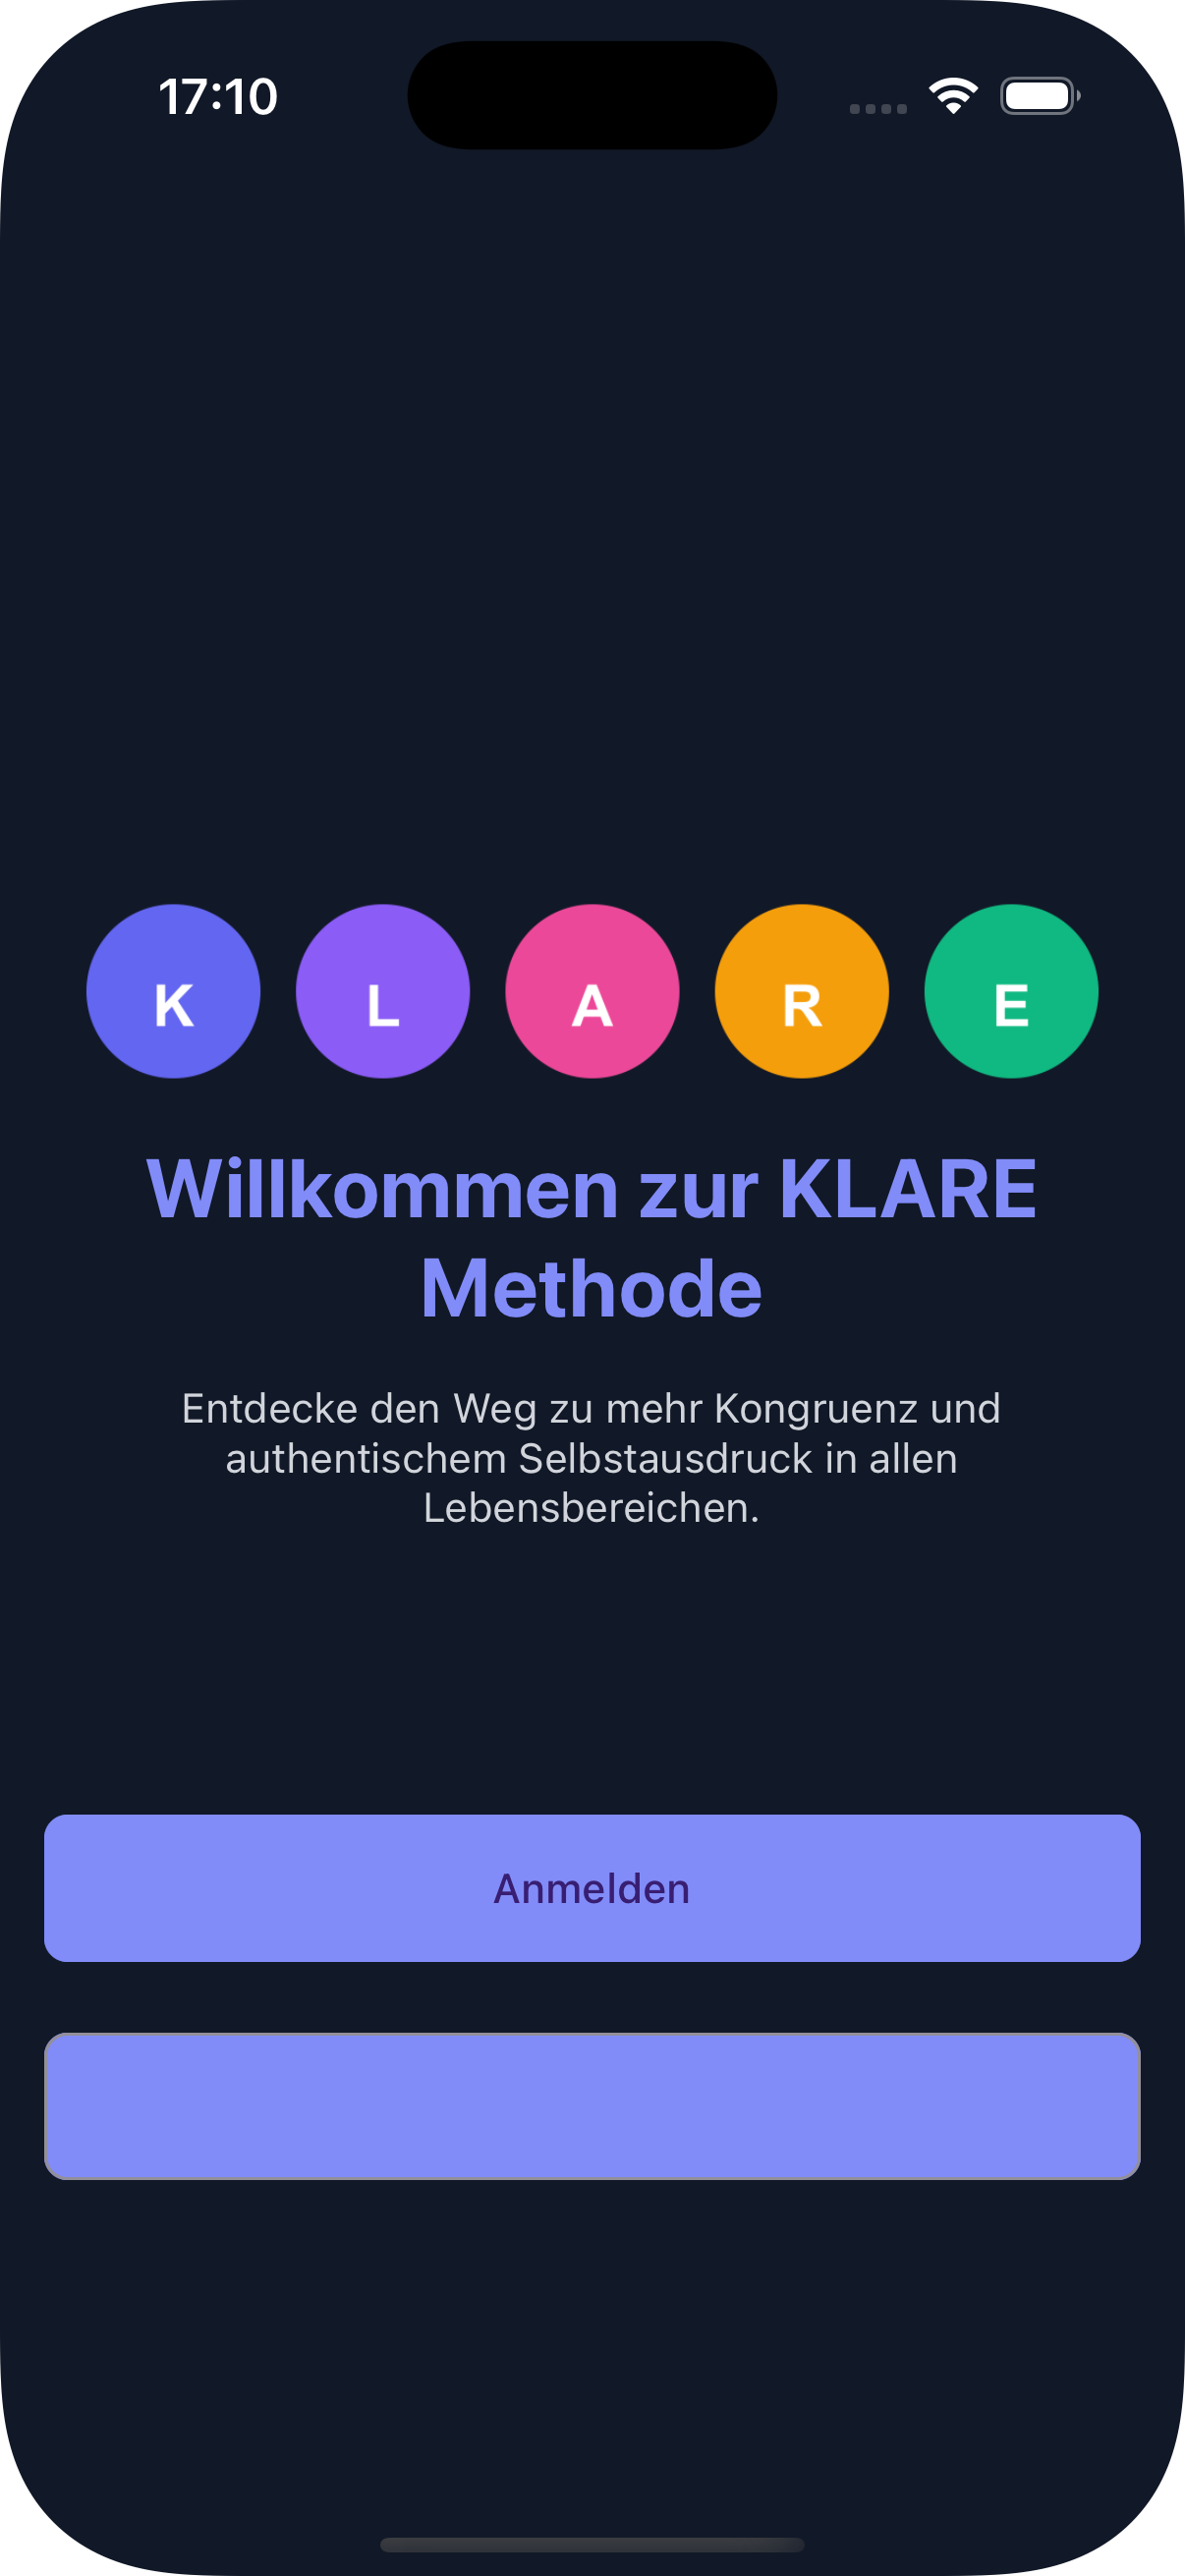 17:10
K L A R E
Willkommen zur KLARE
Methode
Entdecke den Weg zu mehr Kongruenz und
authentischem Selbstausdruck in allen
Lebensbereichen.
Anmelden